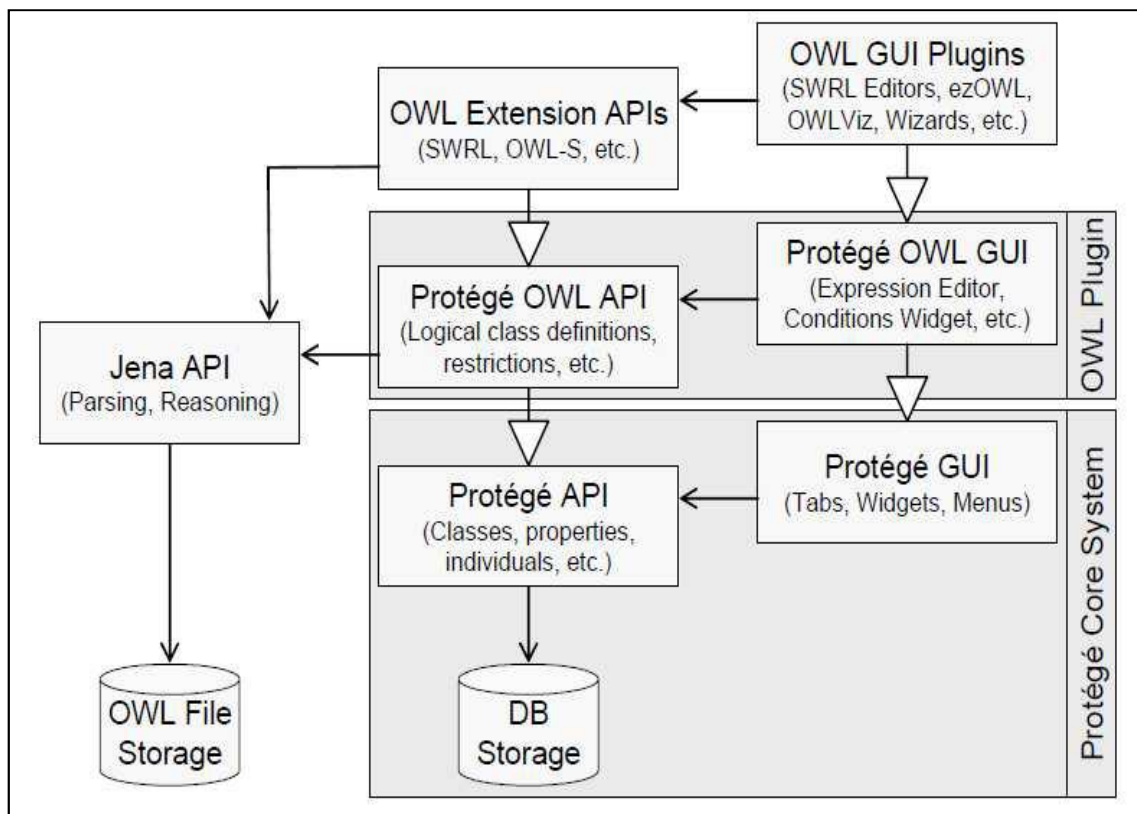 OWL GUI Plugins
(SWRL Editors, ezOWL,
OWLViz, Wizards, etc.)
OWL Extension APIs
(SWRL, OWL-S, etc.)
OWL Plugin
Protégé OWL GUI
(Expression Editor,
Conditions Widget, etc.)
Protégé OWL API
(Logical class definitions,
restrictions, etc.)
Jena API
(Parsing, Reasoning)
Protégé Core System
Protégé GUI
(Tabs, Widgets, Menus)
Protégé API
(Classes, properties,
individuals, etc.)
OWL File
Storage
DB
Storage